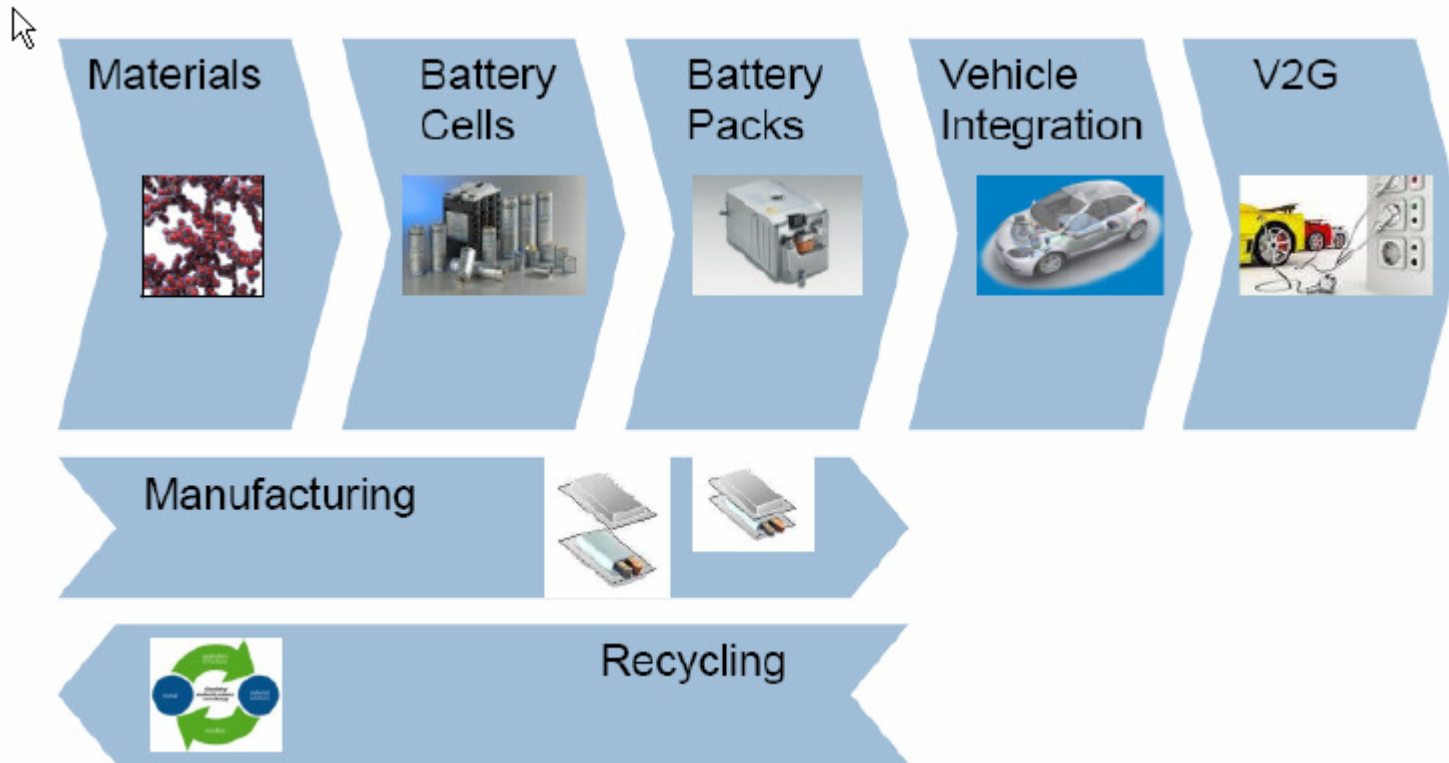 Materials
Battery
Cells
Battery
Packs
Vehicle
Integration
V2G
Manufacturing
Recycling